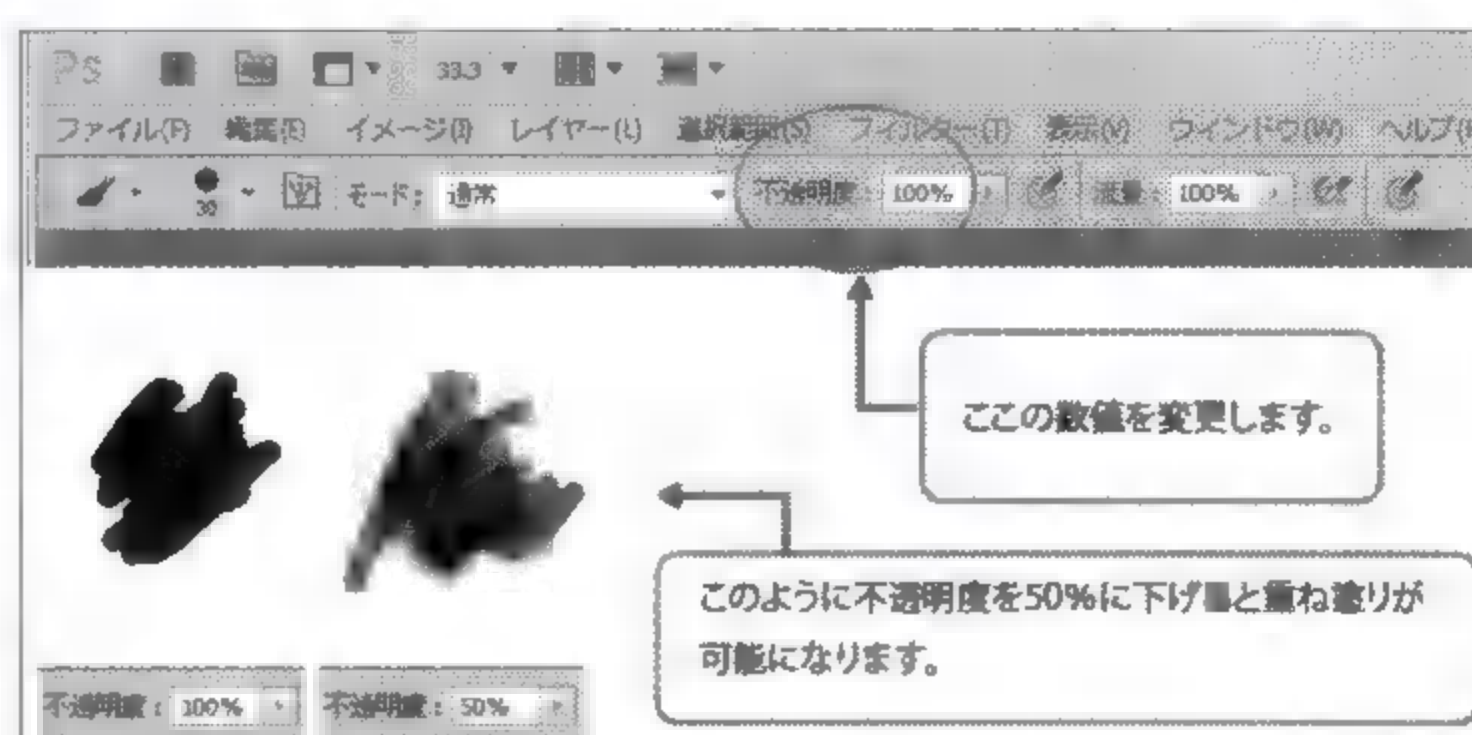 PS 33.3
ファイル(F) 編集(E) イメージ(I) レイヤー(L) 選択範囲(S) フィルター(T) 表示(V) ウィンドウ(W) ヘルプ(
30 モード: 通常 不透明度: 100% 流量: 100%
ここの数値を変更します。
このように不透明度を50%に下げると重ね塗りが
可能になります。
不透明度: 100% 不透明度: 50%